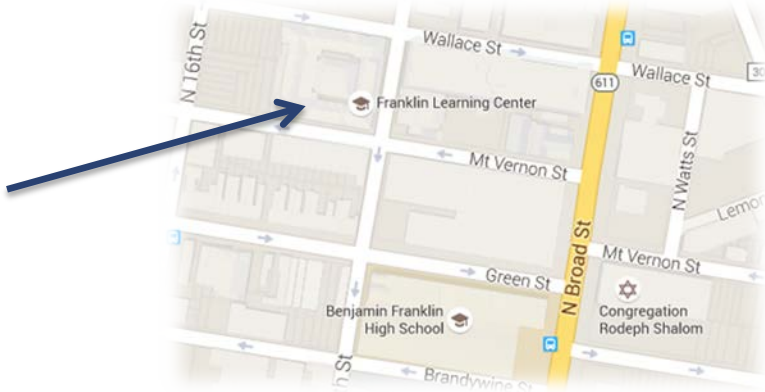 N 16th St
Wallace St
611
Wallace St
30
Franklin Learning Center
Mt Vernon St
N Watts St
Lemon
N Broad St
Mt Vernon St
Green St
Benjamin Franklin
High School
Congregation
Rodeph Shalom
h St
Brandywine St